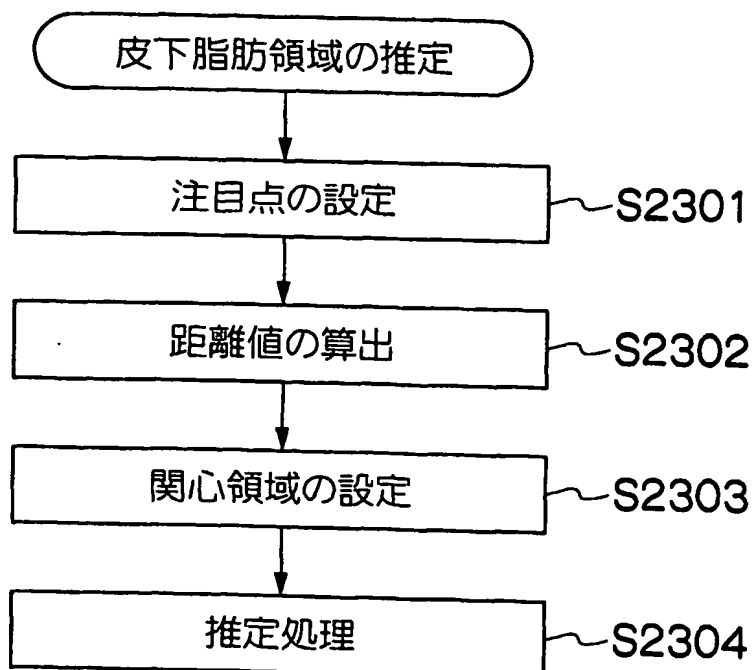 皮下脂肪領域の推定
注目点の設定
S2301
距離値の算出
S2302
関心領域の設定
S2303
推定処理
S2304